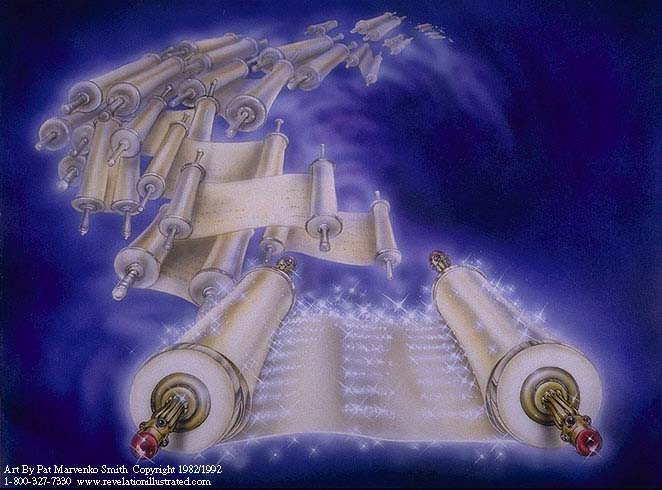 Art By Pat Marvenko Smith Copyright 1982/1992
1-800-327-7330 www.revelationillustrated.com